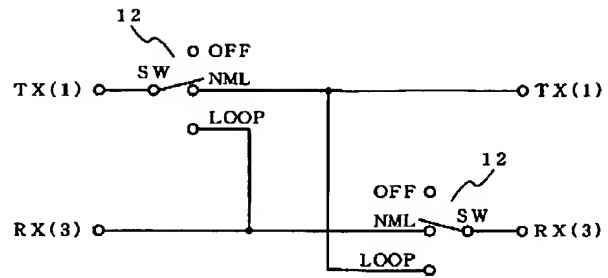 12
OFF
TX(1) SW NML TX(1)
LOOP
12
OFF
RX(3) NML SW RX(3)
LOOP